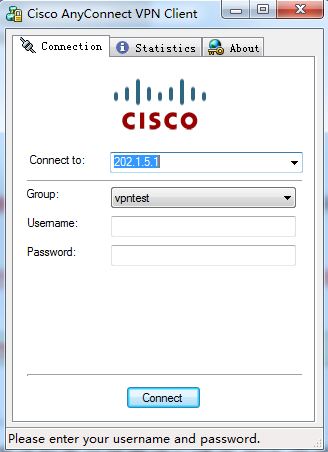 Cisco AnyConnect VPN Client
Connection Statistics About
CISCO
Connect to: 202.1.5.1
Group: vpntest
Username:
Password:
Connect
Please enter your username and password.